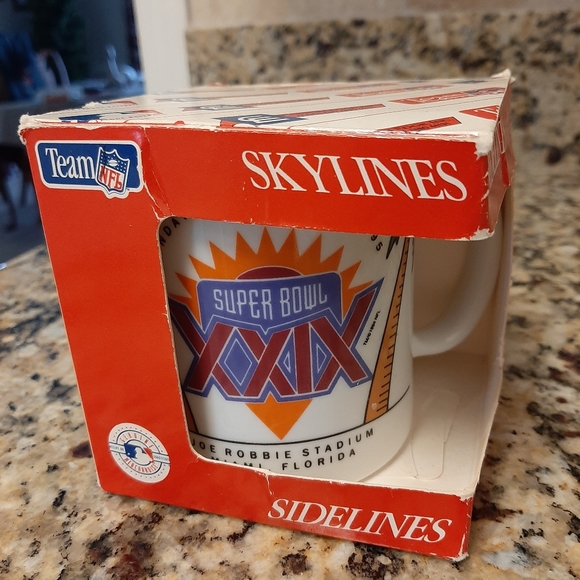 Team NFL
SKYLINES
SUPER BOWL
XXIX
JOE ROBBIE STADIUM
FLORIDA
SIDELINES